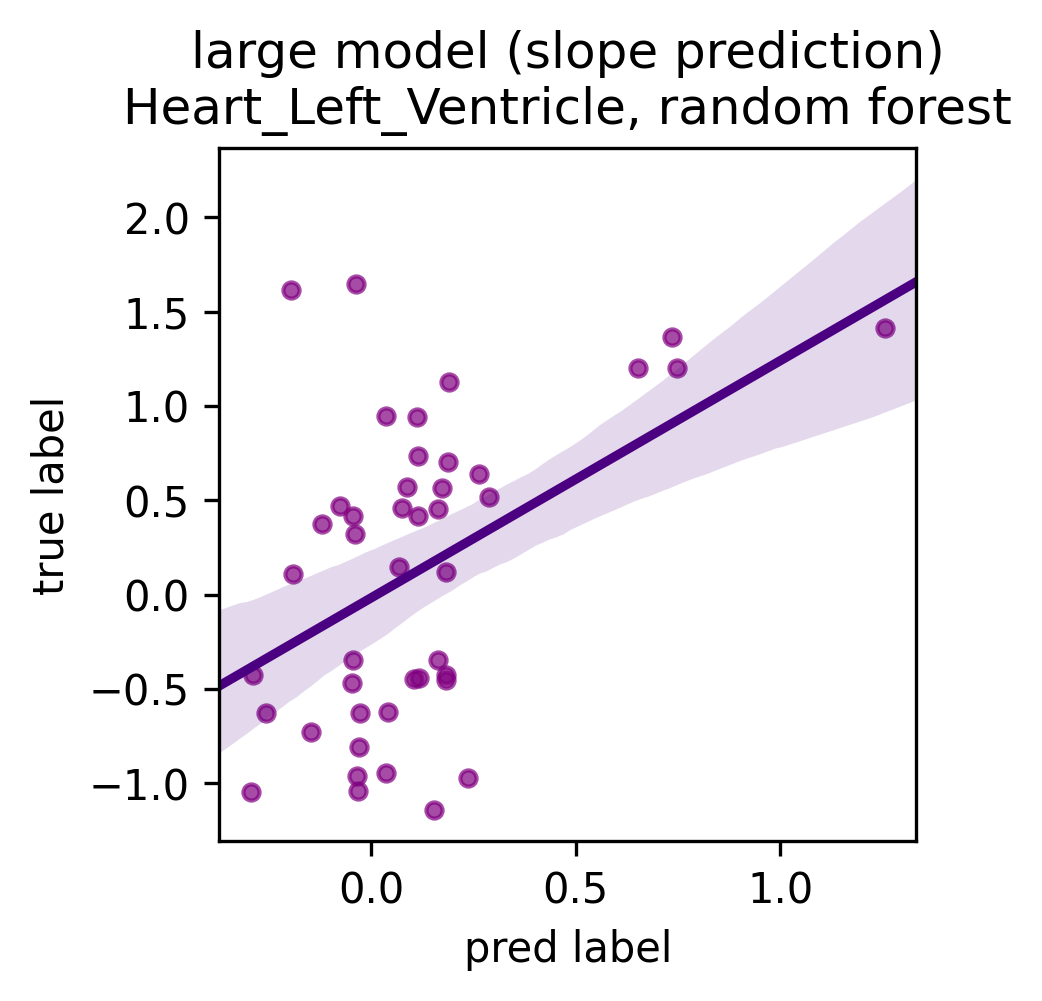 large model (slope prediction)
Heart_Left_Ventricle, random forest
2.0
1.5
1.0
0.5
0.0
−0.5
−1.0
true label
0.0 0.5 1.0
pred label